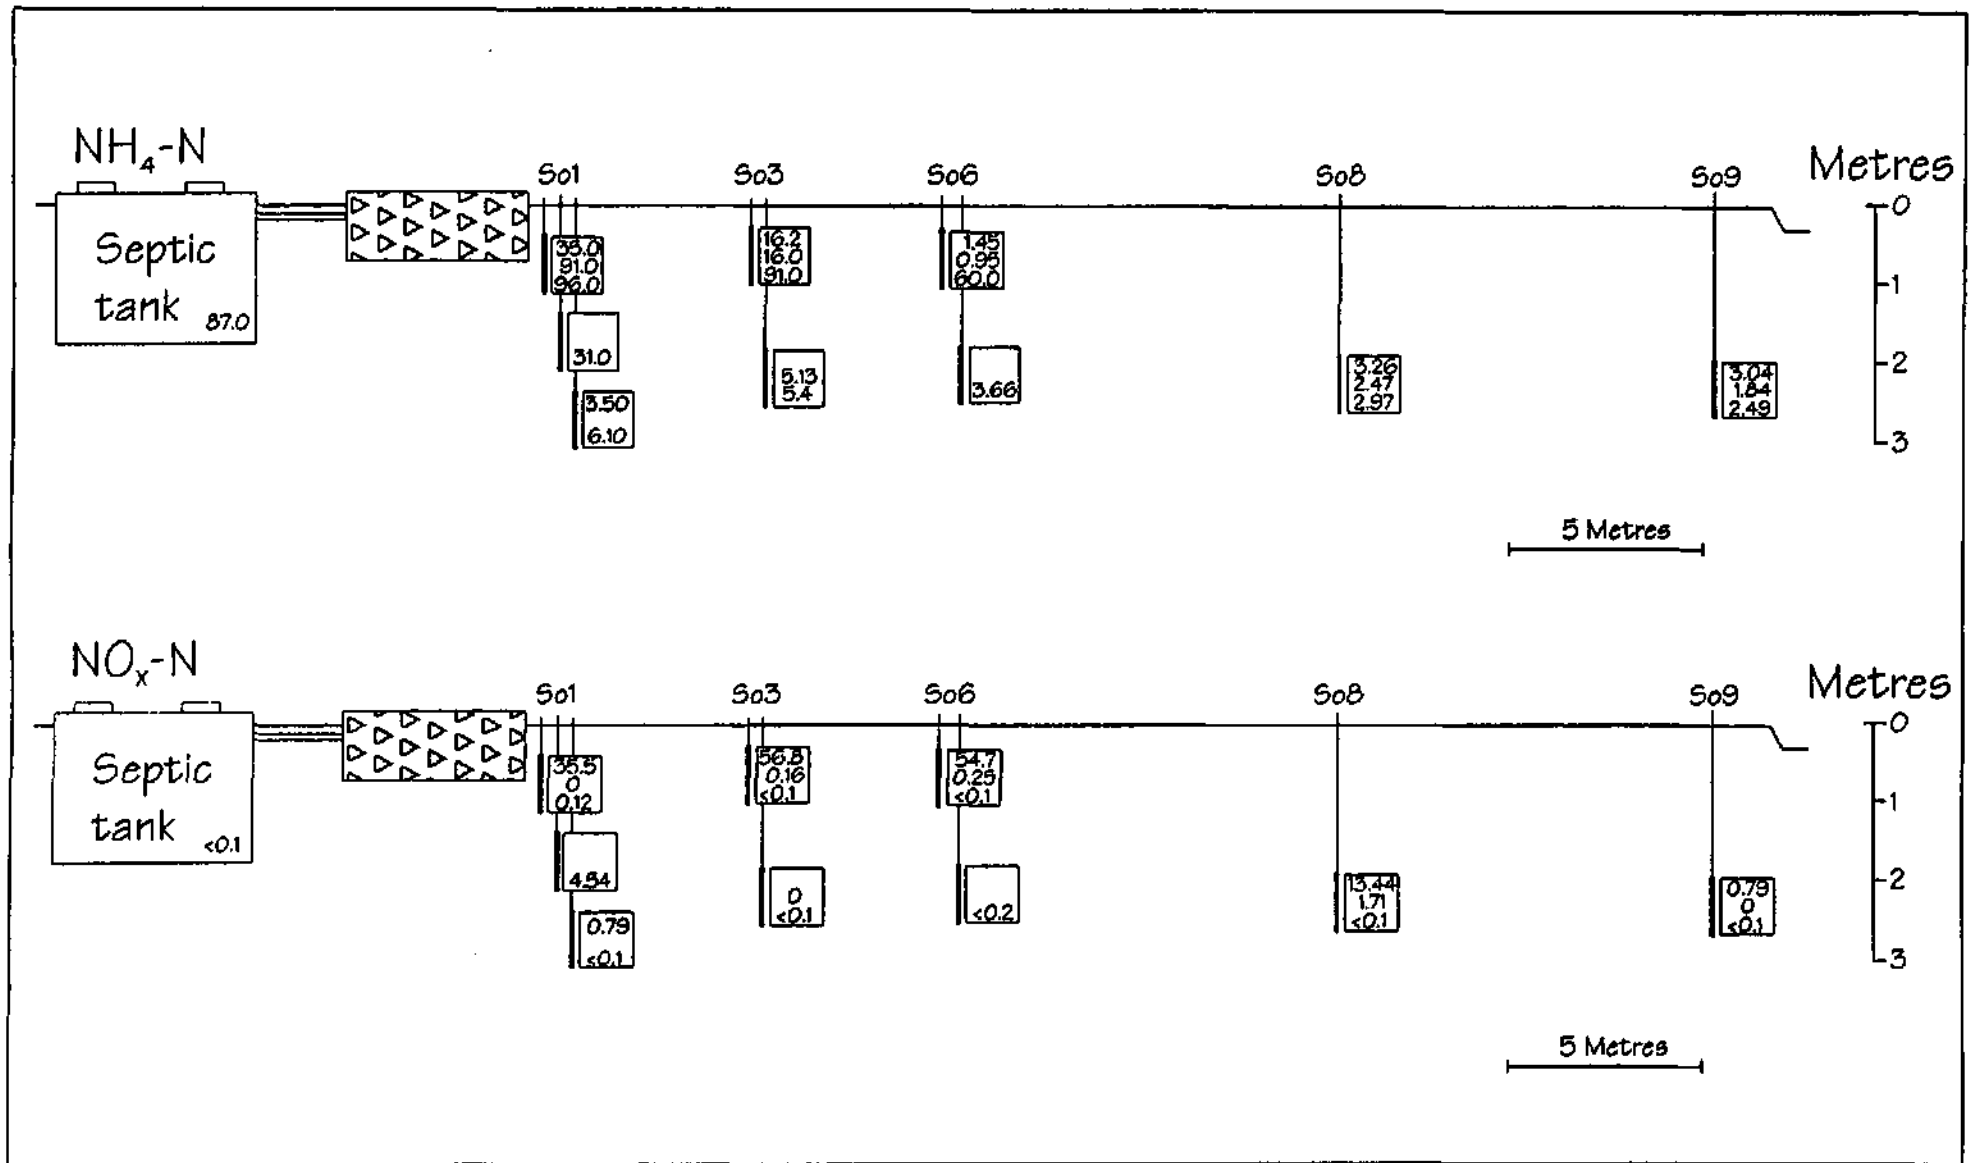 NH₄-N
So1
So3
So6
So8
So9
Metres
Septic
tank
87.0
35.0
91.0
96.0
31.0
3.50
6.10
16.2
16.0
91.0
5.13
5.4
1.45
0.95
60.0
3.66
3.26
2.47
2.97
3.04
1.84
2.49
0
1
2
3
5 Metres
NOₓ-N
So1
So3
So6
So8
So9
Metres
Septic
tank
<0.1
35.5
0
0.12
4.54
0.79
<0.1
56.8
0.16
<0.1
0
<0.1
54.7
0.25
<0.1
<0.2
13.44
1.71
<0.1
0.79
0
<0.1
0
1
2
3
5 Metres